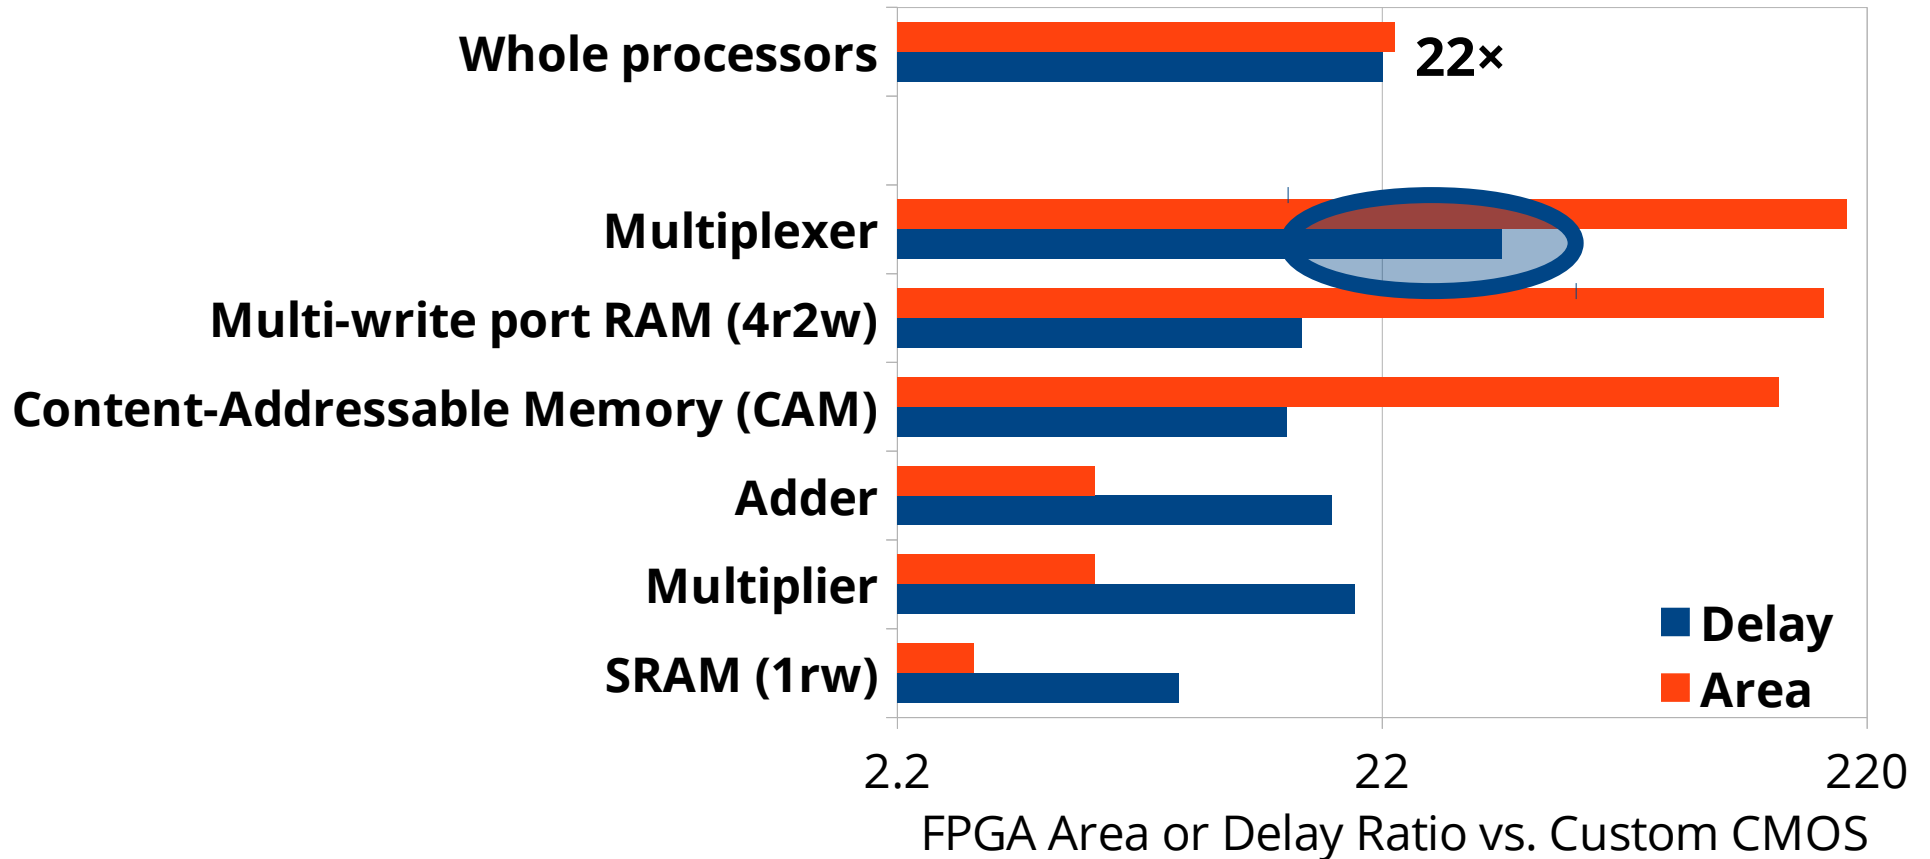 Whole processors
22×
Multiplexer
Multi-write port RAM (4r2w)
Content-Addressable Memory (CAM)
Adder
Multiplier
SRAM (1rw)
Delay
Area
2.2 22 220
FPGA Area or Delay Ratio vs. Custom CMOS